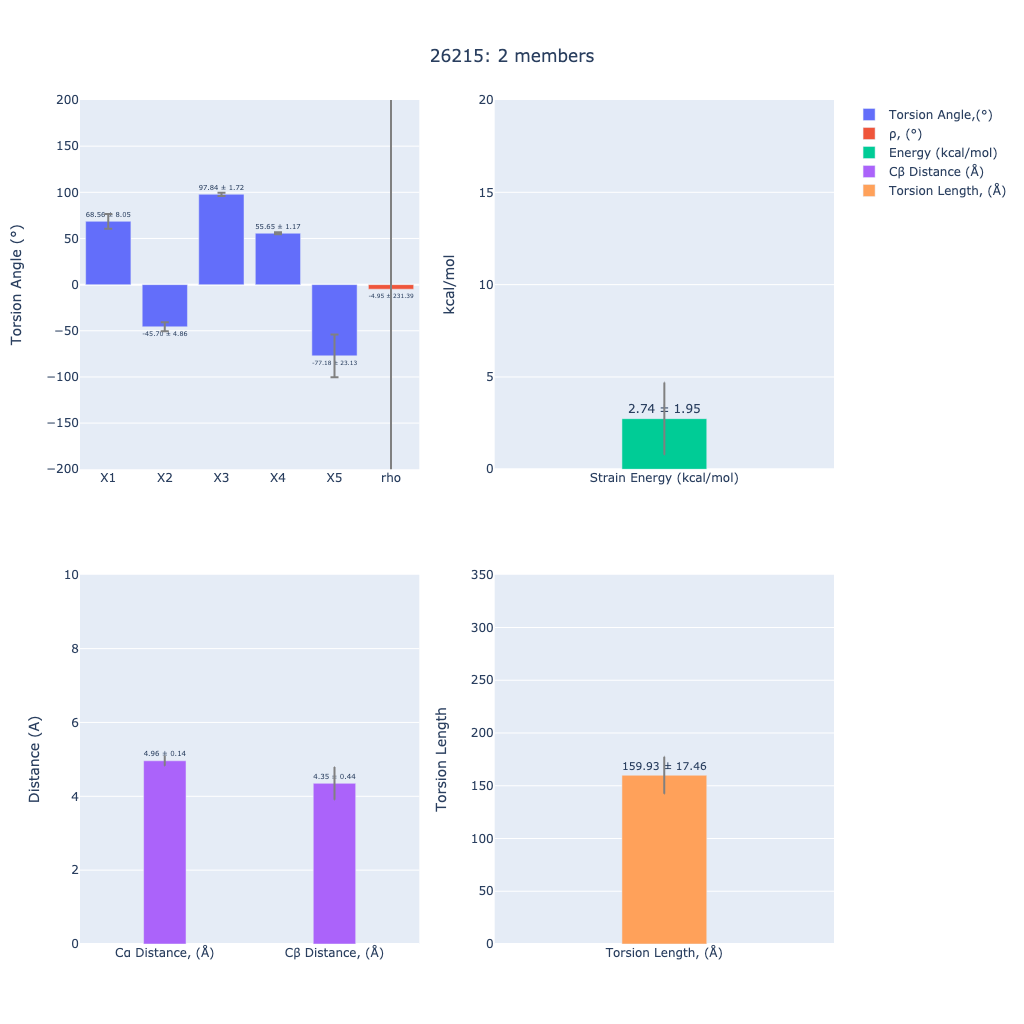 26215: 2 members
Torsion Angle (°)
200
150
100
50
0
−50
−100
−150
−200
68.50 ± 8.05
-45.70 ± 4.86
97.84 ± 1.72
55.65 ± 1.17
-77.18 ± 23.13
-4.95 ± 231.39
X1 X2 X3 X4 X5 rho
kcal/mol
20
15
10
5
0
2.74 ± 1.95
Strain Energy (kcal/mol)
Torsion Angle,(°)
ρ, (°)
Energy (kcal/mol)
Cβ Distance (Å)
Torsion Length, (Å)
Distance (A)
10
8
6
4
2
0
4.96 ± 0.14
4.35 ± 0.44
Cα Distance, (Å) Cβ Distance, (Å)
Torsion Length
350
300
250
200
150
100
50
0
159.93 ± 17.46
Torsion Length, (Å)